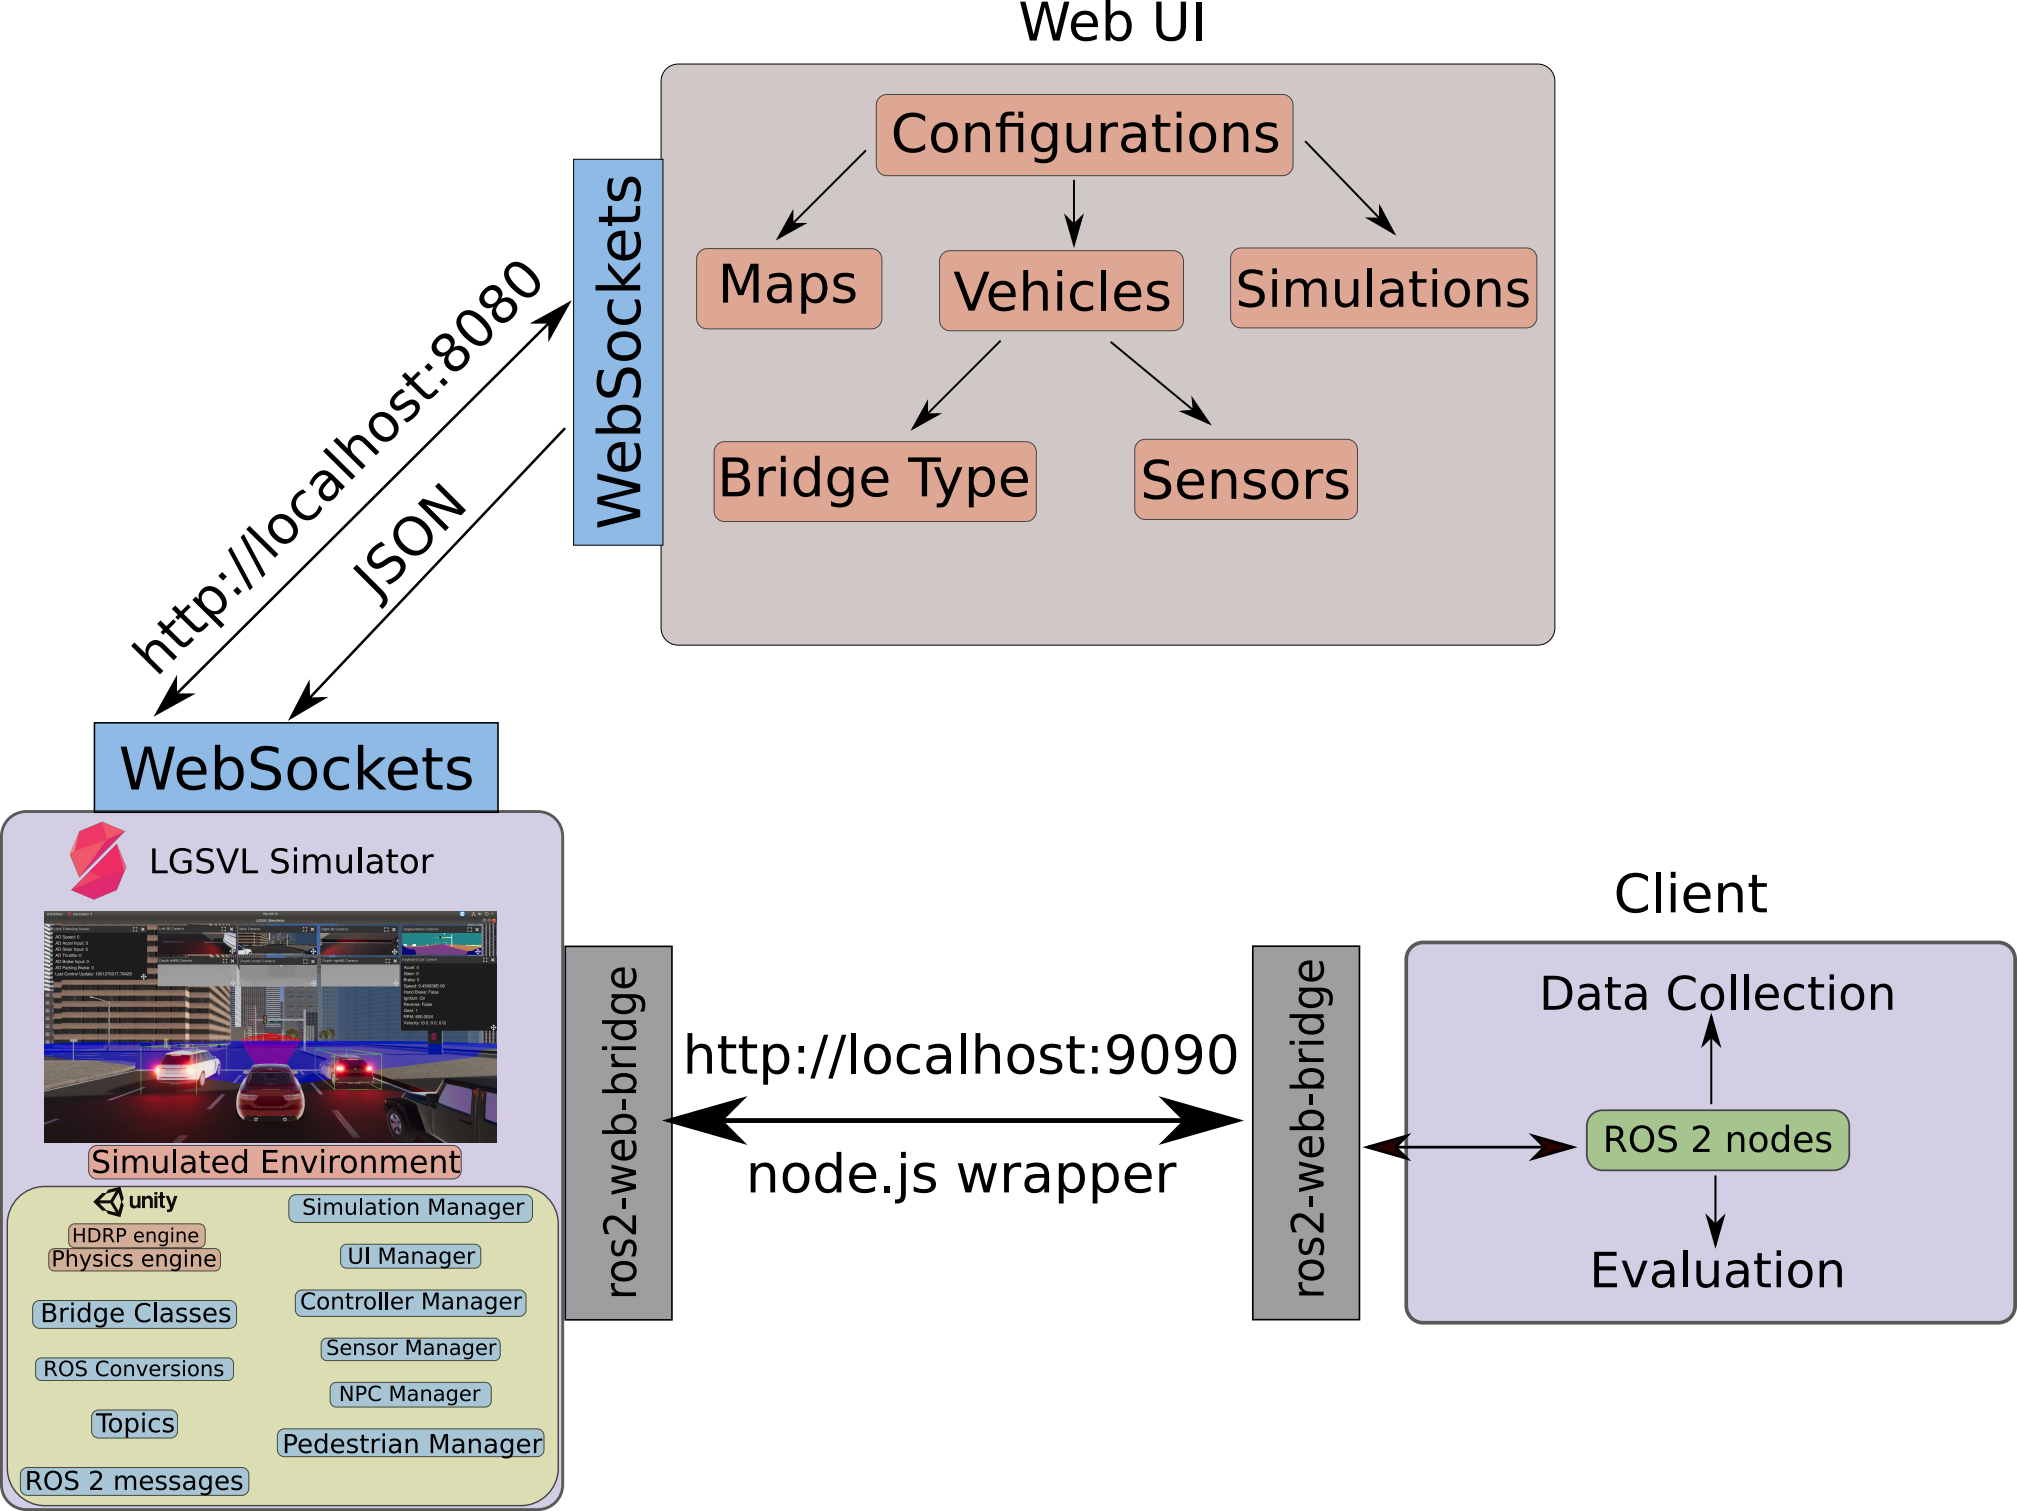 Web UI
Configurations
Maps
Vehicles
Simulations
Bridge Type
Sensors
WebSockets
http://localhost:8080
JSON
WebSockets
LGSVL Simulator
Simulated Environment
unity
HDRP engine
Physics engine
Bridge Classes
ROS Conversions
Topics
ROS 2 messages
Simulation Manager
UI Manager
Controller Manager
Sensor Manager
NPC Manager
Pedestrian Manager
ros2-web-bridge
http://localhost:9090
node.js wrapper
ros2-web-bridge
Client
Data Collection
ROS 2 nodes
Evaluation